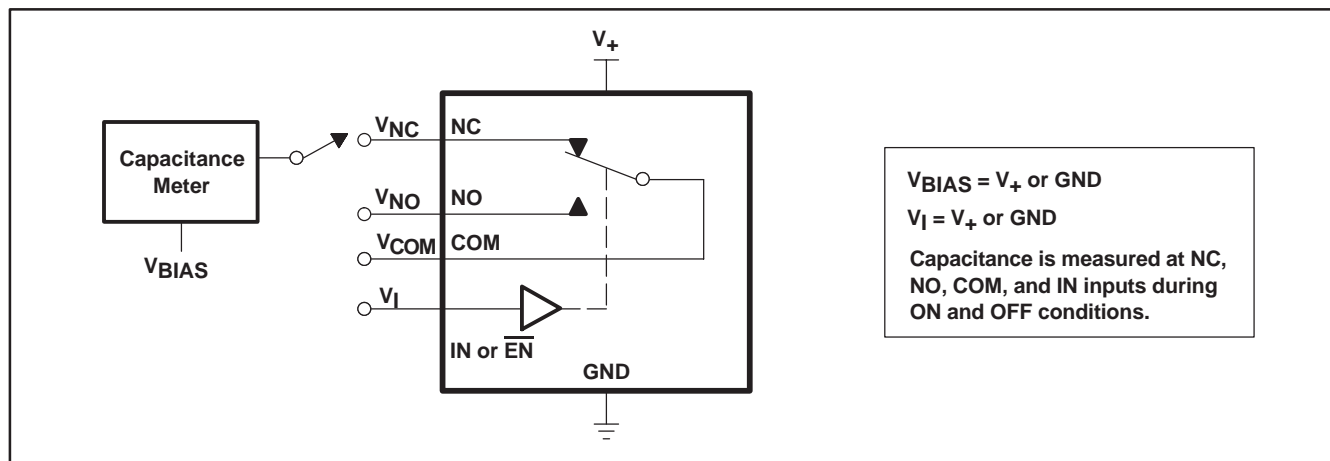 V+
VNC NC
Capacitance
Meter
VNO NO
VCOM COM
VBIAS
VI
IN or E̅N̅
GND
VBIAS = V+ or GND
VI = V+ or GND
Capacitance is measured at NC,
NO, COM, and IN inputs during
ON and OFF conditions.